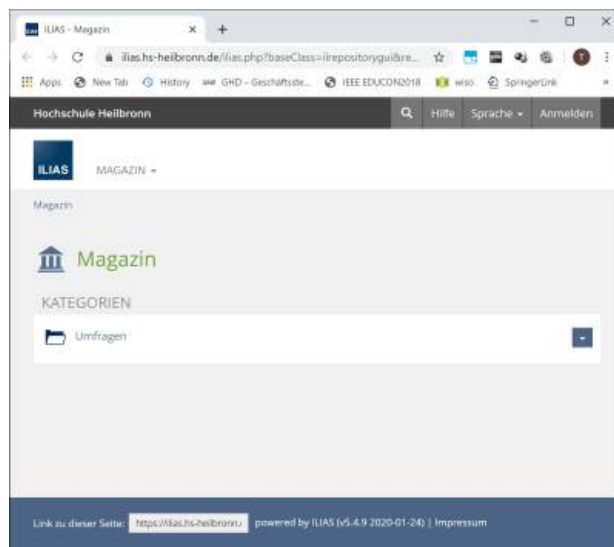 ILIAS - Magazin
ilias.hs-heilbronn.de/ilias.php?baseClass=ilrepositorygui&re...
Apps New Tab History GHD - Geschäftsste... IEEE EDUCON2018 wiso SpringerLink »
Hochschule Heilbronn Hilfe Sprache Anmelden
ILIAS MAGAZIN
Magazin
Magazin
KATEGORIEN
Umfragen
Link zu dieser Seite: https://ilias.hs-heilbronn. powered by ILIAS (v5.4.9 2020-01-24) | Impressum